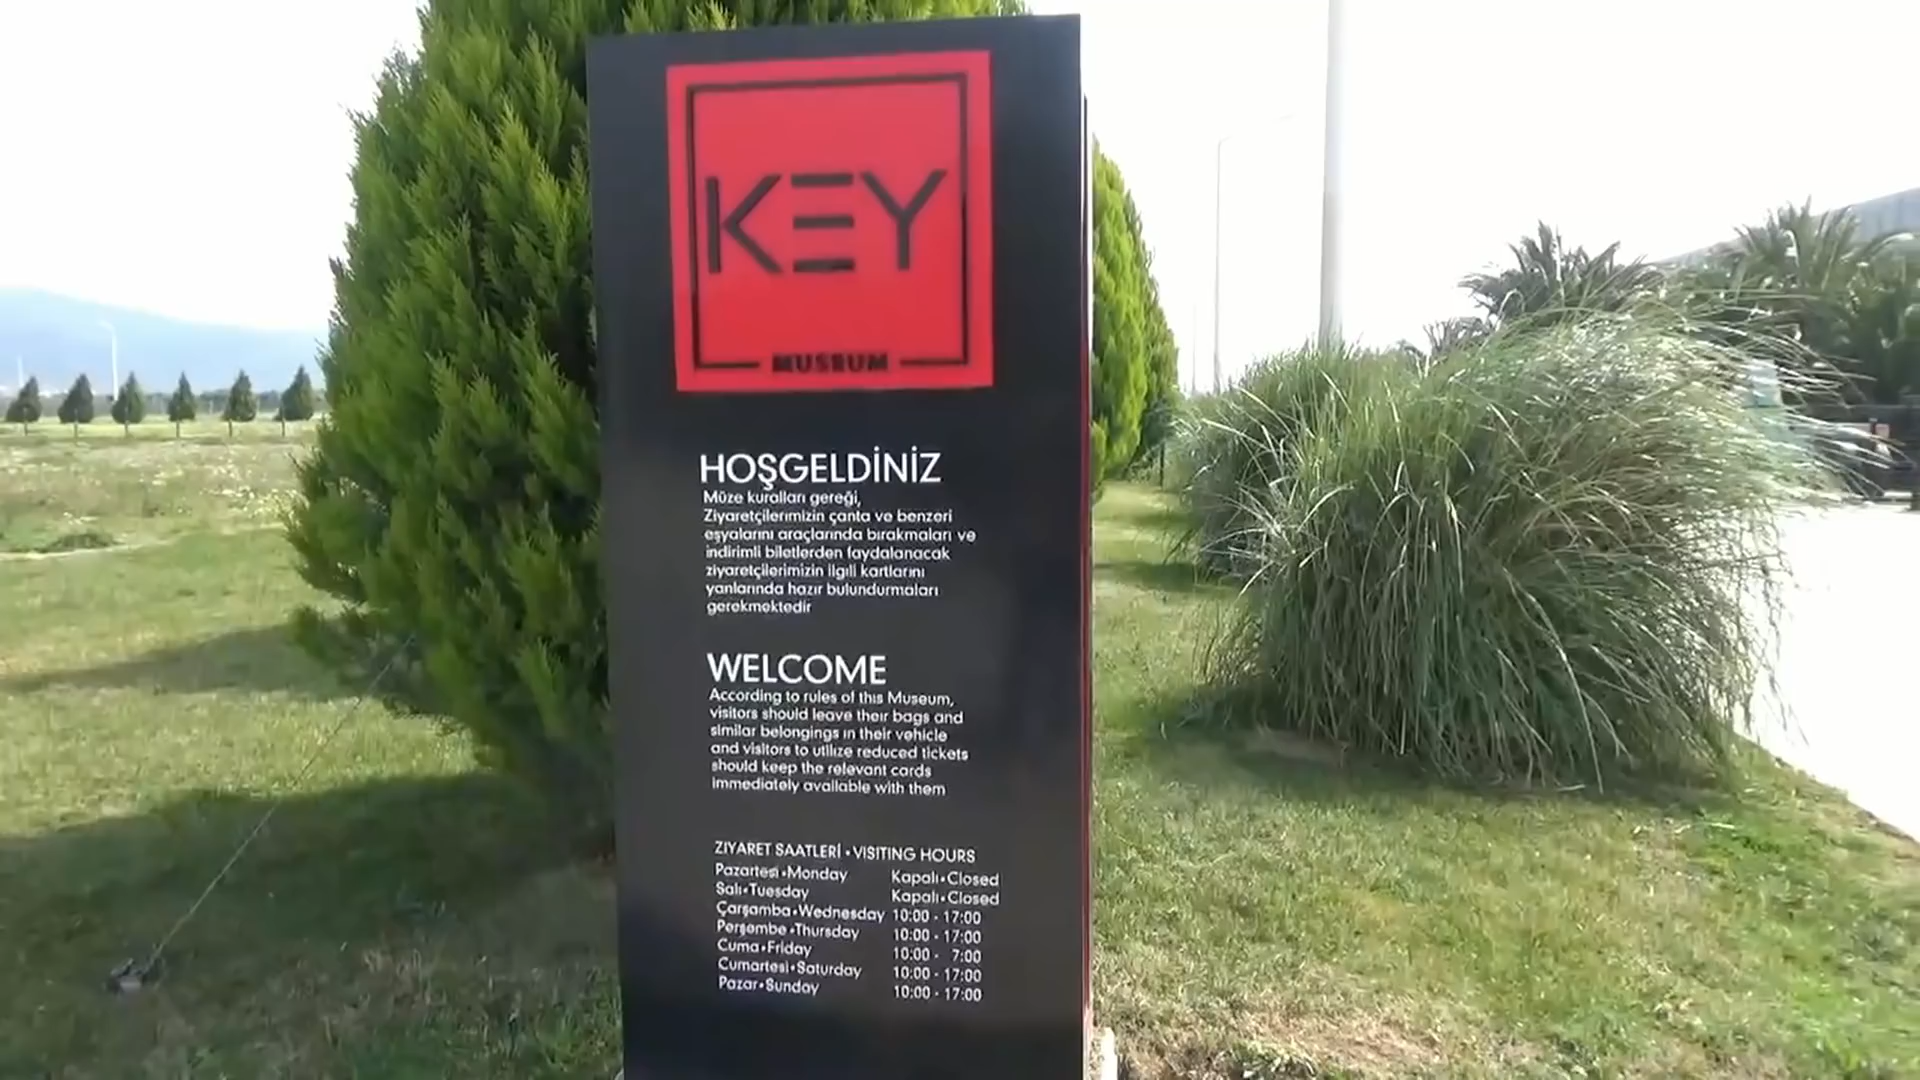 KEY
MUSEUM
HOŞGELDİNİZ
Müze kuralları gereği,
Ziyaretçilerimizin çanta ve benzeri
eşyalarını araçlarında bırakmaları ve
indirimli biletlerden faydalanacak
ziyaretçilerimizin ilgili kartlarını
yanlarında hazır bulundurmaları
gerekmektedir
WELCOME
According to rules of this Museum,
visitors should leave their bags and
similar belongings in their vehicle
and visitors to utilize reduced tickets
should keep the relevant cards
immediately available with them
ZIYARET SAATLERİ • VISITING HOURS
Pazartesi • Monday Kapalı • Closed
Salı • Tuesday Kapalı • Closed
Çarşamba • Wednesday 10:00 - 17:00
Perşembe • Thursday 10:00 - 17:00
Cuma • Friday 10:00 - 7:00
Cumartesi • Saturday 10:00 - 17:00
Pazar • Sunday 10:00 - 17:00